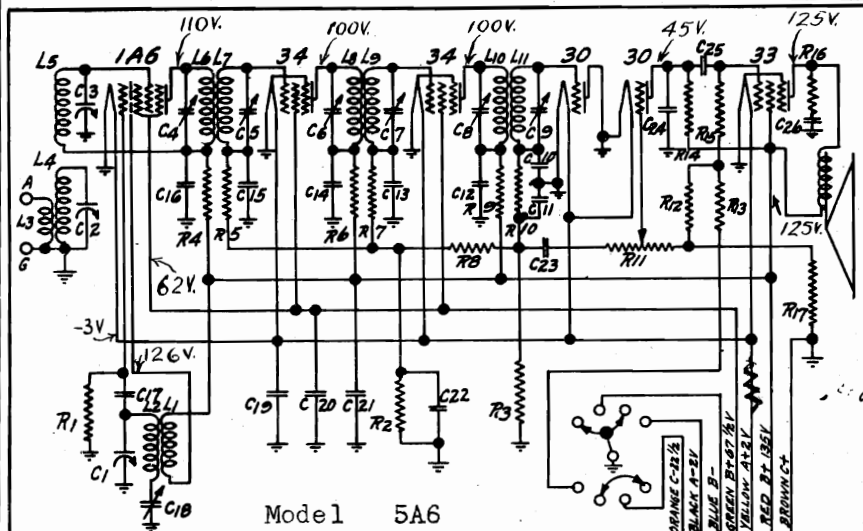 110V.
100V.
100V.
45V.
125V.
L5
1A6
L6 L7
34
L8 L9
34
L10 L11
30
30
C25
33
R16
C3
C4
C5
C6
C7
C8
C9
C24
R15
R14
C26
L4
A
L3
G
C2
C16
C15
C14
C13
C12
C10
C11
R4
R5
R6
R7
R9
R10
R12
R13
125V.
R8
C23
R11
62V.
R17
-3V
126V.
R1
C17
L2 L1
C1
C18
C19
C20
C21
R2
C22
R3
ORANGE C-22½
BLACK A-2V
BLUE B-
GREEN B+67½V
YELLOW A+2V
RED B+ 135V
BROWN C+
Model 5A6